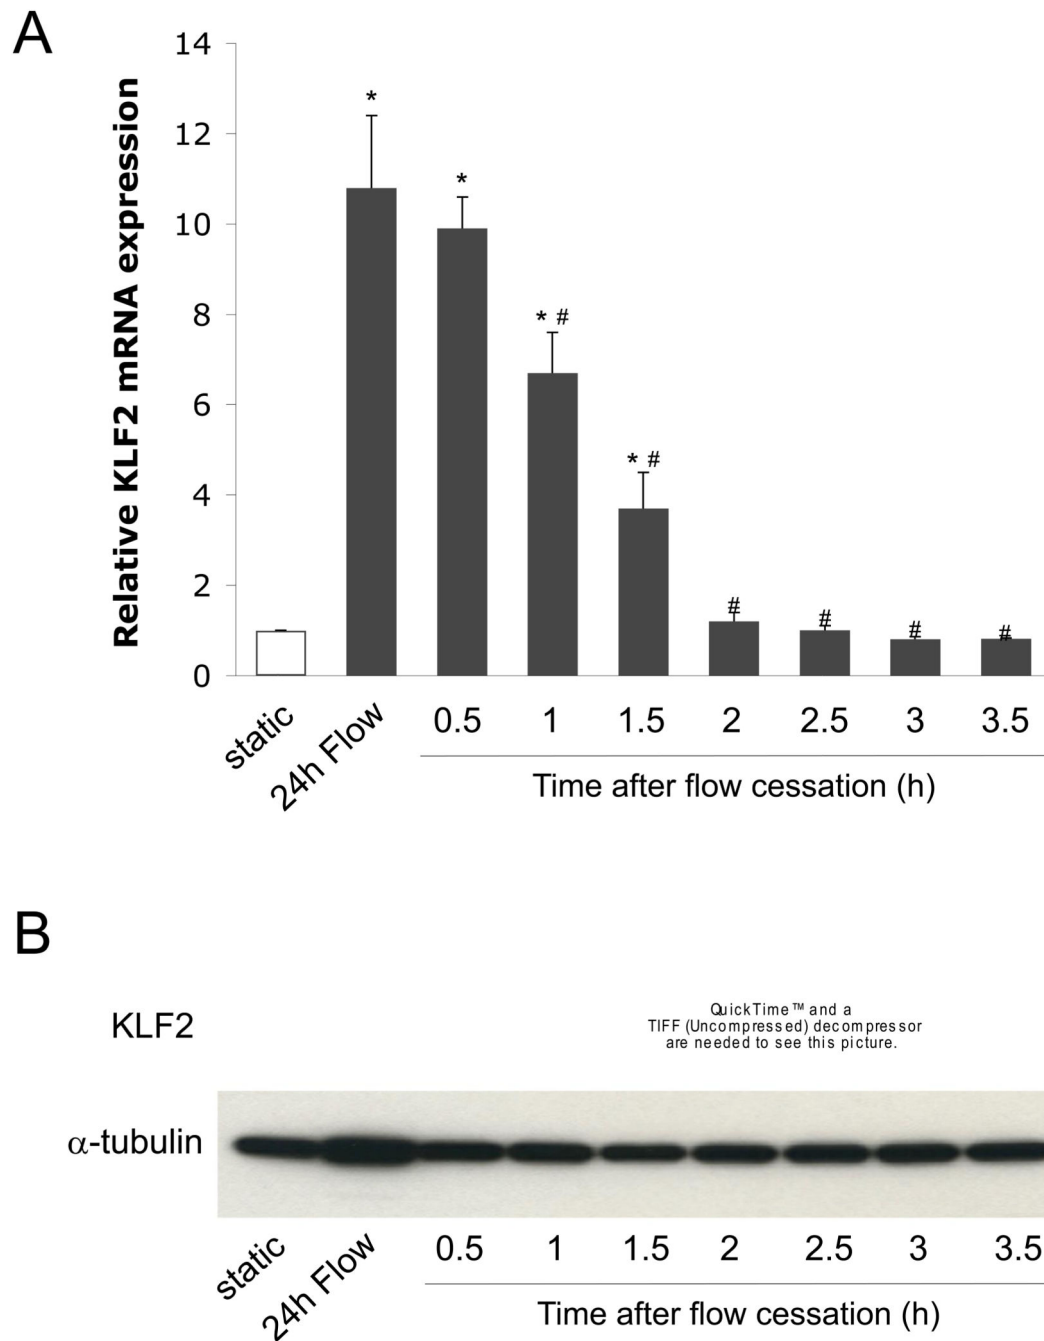 A
Relative KLF2 mRNA expression
14
12
10
8
6
4
2
0
*
*
* #
* #
#
#
#
#
static
24h Flow
0.5 1 1.5 2 2.5 3 3.5
Time after flow cessation (h)
B
KLF2
QuickTime™ and a
TIFF (Uncompressed) decompressor
are needed to see this picture.
α-tubulin
static
24h Flow
0.5 1 1.5 2 2.5 3 3.5
Time after flow cessation (h)